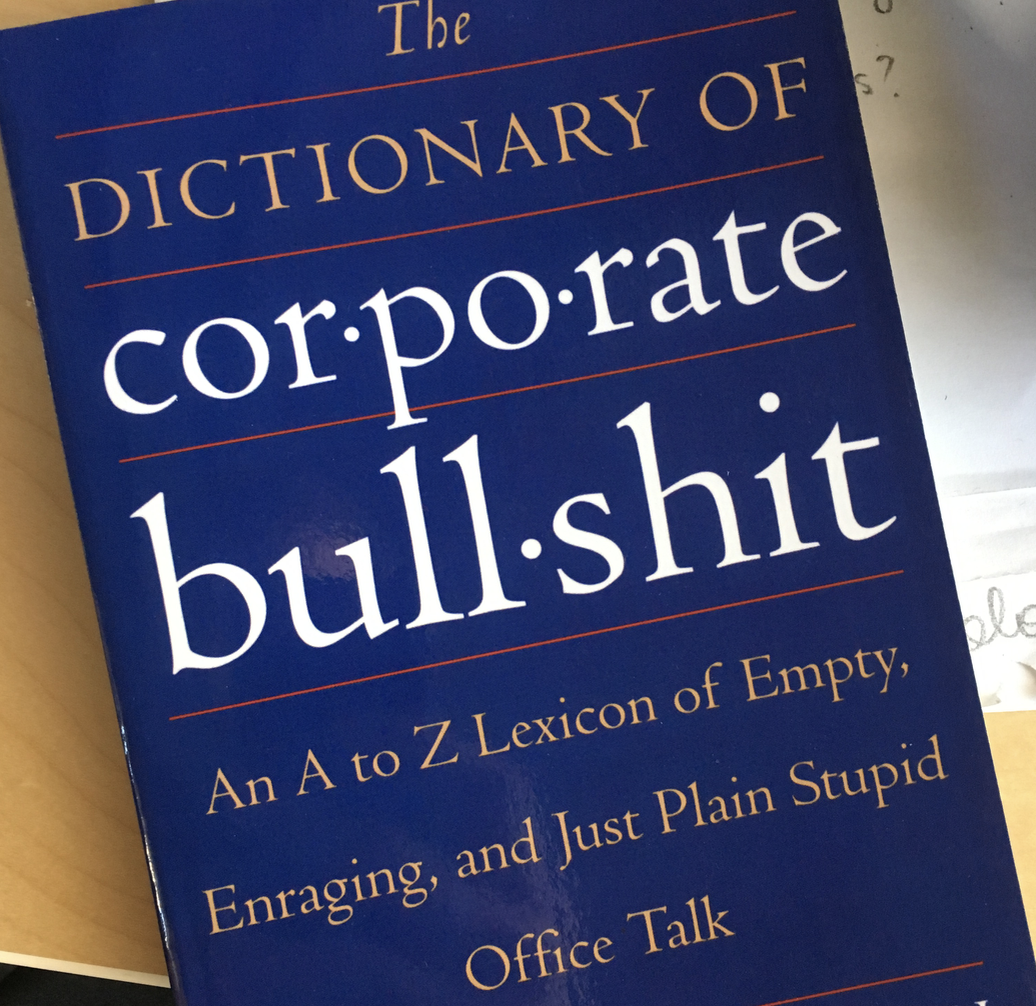 The
DICTIONARY OF
cor·po·rate
bull·shit
An A to Z Lexicon of Empty,
Enraging, and Just Plain Stupid
Office Talk
s?